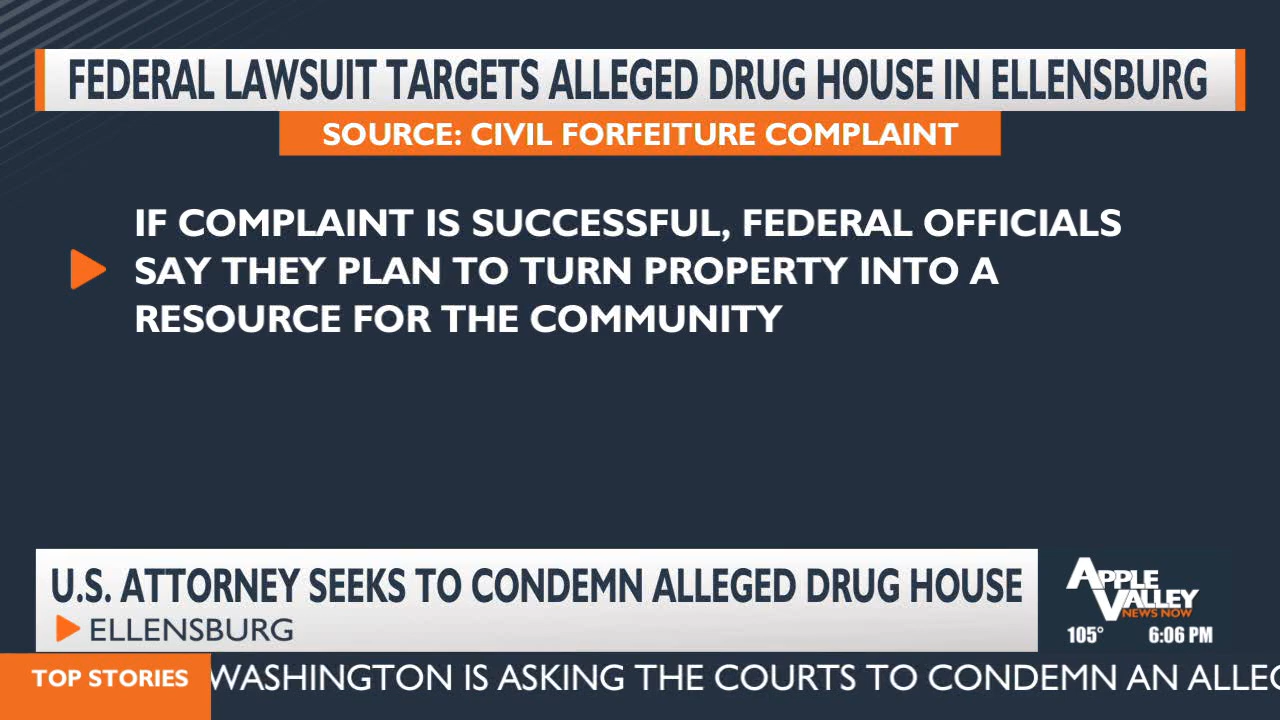 FEDERAL LAWSUIT TARGETS ALLEGED DRUG HOUSE IN ELLENSBURG
SOURCE: CIVIL FORFEITURE COMPLAINT
IF COMPLAINT IS SUCCESSFUL, FEDERAL OFFICIALS
SAY THEY PLAN TO TURN PROPERTY INTO A
RESOURCE FOR THE COMMUNITY
U.S. ATTORNEY SEEKS TO CONDEMN ALLEGED DRUG HOUSE
ELLENSBURG
APPLE
VALLEY
NEWS NOW
105° 6:06 PM
TOP STORIES WASHINGTON IS ASKING THE COURTS TO CONDEMN AN